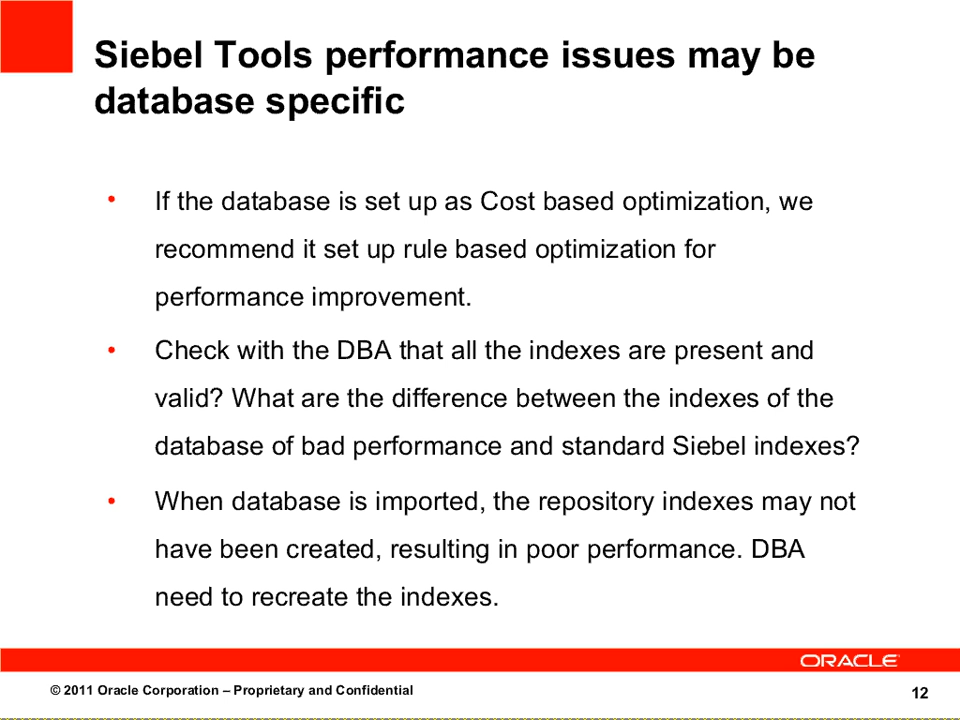 Siebel Tools performance issues may be
database specific
• If the database is set up as Cost based optimization, we
recommend it set up rule based optimization for
performance improvement.
• Check with the DBA that all the indexes are present and
valid? What are the difference between the indexes of the
database of bad performance and standard Siebel indexes?
• When database is imported, the repository indexes may not
have been created, resulting in poor performance. DBA
need to recreate the indexes.
ORACLE
© 2011 Oracle Corporation – Proprietary and Confidential
12